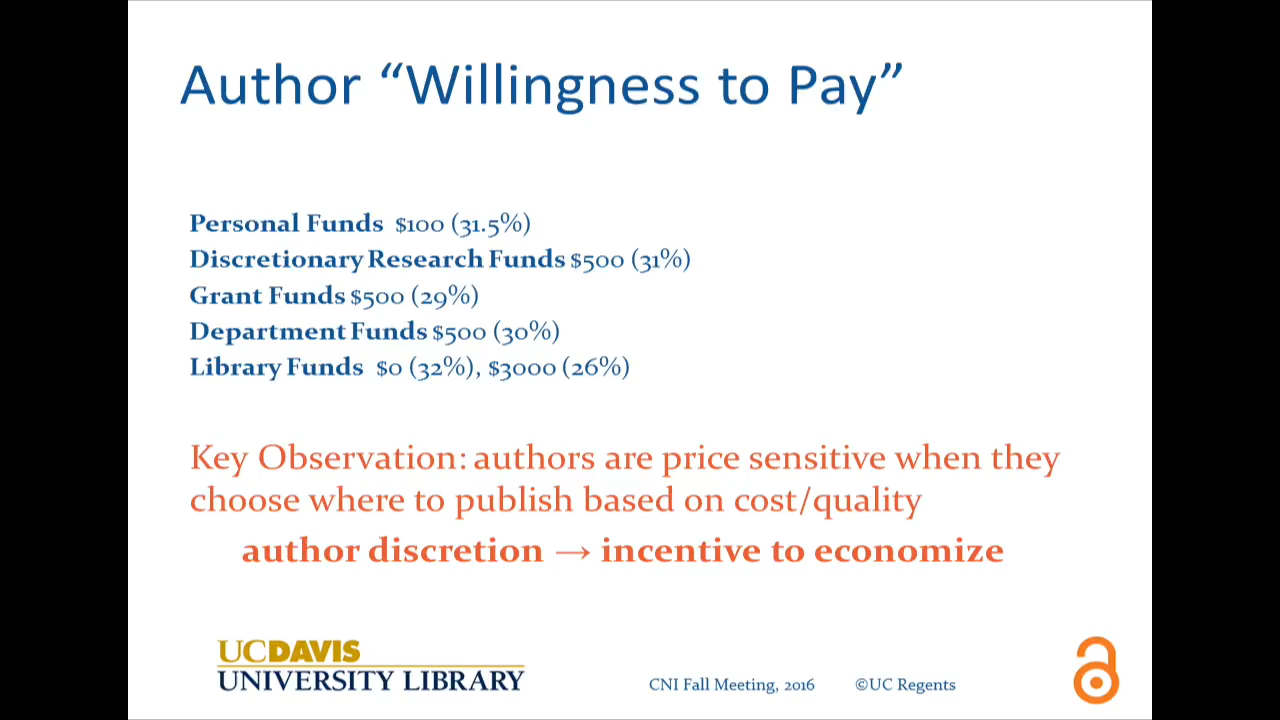 Author “Willingness to Pay”
Personal Funds $100 (31.5%)
Discretionary Research Funds $500 (31%)
Grant Funds $500 (29%)
Department Funds $500 (30%)
Library Funds $0 (32%), $3000 (26%)
Key Observation: authors are price sensitive when they
choose where to publish based on cost/quality
author discretion → incentive to economize
UCDAVIS
UNIVERSITY LIBRARY
CNI Fall Meeting, 2016 ©UC Regents